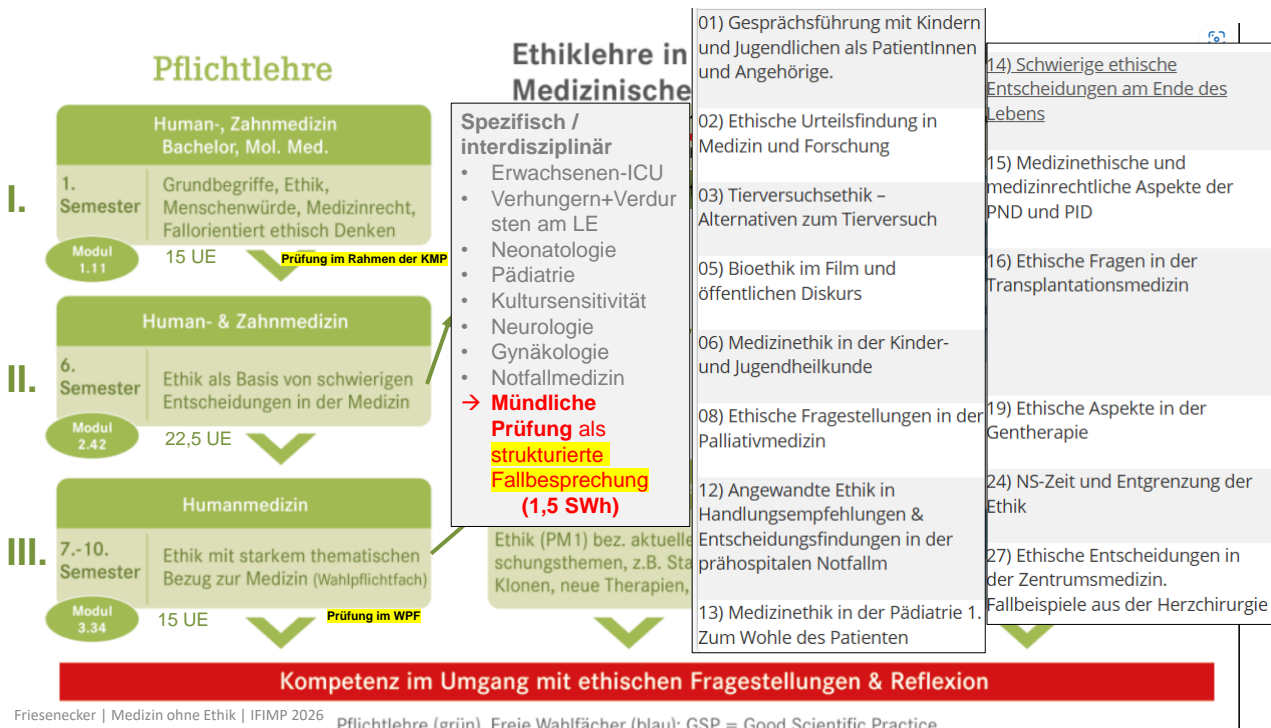 Pflichtlehre
Ethiklehre in
Medizinische
Human-, Zahnmedizin
Bachelor, Mol. Med.
I.
1.
Semester
Grundbegriffe, Ethik,
Menschenwürde, Medizinrecht,
Fallorientiert ethisch Denken
Modul
1.11
15 UE
Prüfung im Rahmen der KMP
Human- & Zahnmedizin
II.
6.
Semester
Ethik als Basis von schwierigen
Entscheidungen in der Medizin
Modul
2.42
22,5 UE
Humanmedizin
III.
7.-10.
Semester
Ethik mit starkem thematischen
Bezug zur Medizin (Wahlpflichtfach)
Modul
3.34
15 UE
Prüfung im WPF
Spezifisch /
interdisziplinär
• Erwachsenen-ICU
• Verhungern+Verdur
sten am LE
• Neonatologie
• Pädiatrie
• Kultursensitivität
• Neurologie
• Gynäkologie
• Notfallmedizin
→ Mündliche
Prüfung als
strukturierte
Fallbesprechung
(1,5 SWh)
Ethik (PM1) bez. aktuelle
schungsthemen, z.B. Sta
Klonen, neue Therapien,
01) Gesprächsführung mit Kindern
und Jugendlichen als PatientInnen
und Angehörige.
02) Ethische Urteilsfindung in
Medizin und Forschung
03) Tierversuchsethik –
Alternativen zum Tierversuch
05) Bioethik im Film und
öffentlichen Diskurs
06) Medizinethik in der Kinder-
und Jugendheilkunde
08) Ethische Fragestellungen in der
Palliativmedizin
12) Angewandte Ethik in
Handlungsempfehlungen &
Entscheidungsfindungen in der
prähospitalen Notfallm
13) Medizinethik in der Pädiatrie 1.
Zum Wohle des Patienten
14) Schwierige ethische
Entscheidungen am Ende des
Lebens
15) Medizinethische und
medizinrechtliche Aspekte der
PND und PID
16) Ethische Fragen in der
Transplantationsmedizin
19) Ethische Aspekte in der
Gentherapie
24) NS-Zeit und Entgrenzung der
Ethik
27) Ethische Entscheidungen in
der Zentrumsmedizin.
Fallbeispiele aus der Herzchirurgie
Kompetenz im Umgang mit ethischen Fragestellungen & Reflexion
Friesenecker | Medizin ohne Ethik | IFIMP 2026
Pflichtlehre (grün), Freie Wahlfächer (blau); GSP = Good Scientific Practice